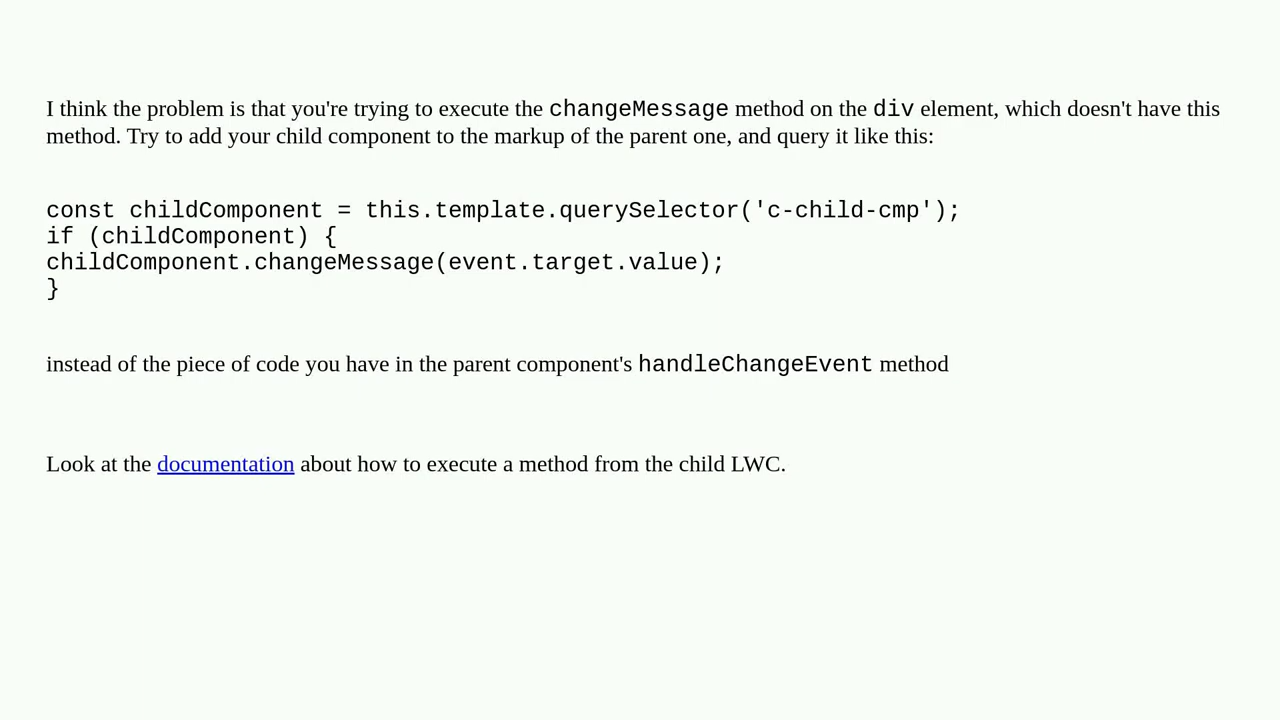 I think the problem is that you're trying to execute the changeMessage method on the div element, which doesn't have this
method. Try to add your child component to the markup of the parent one, and query it like this:
const childComponent = this.template.querySelector('c-child-cmp');
if (childComponent) {
childComponent.changeMessage(event.target.value);
}
instead of the piece of code you have in the parent component's handleChangeEvent method
Look at the documentation about how to execute a method from the child LWC.